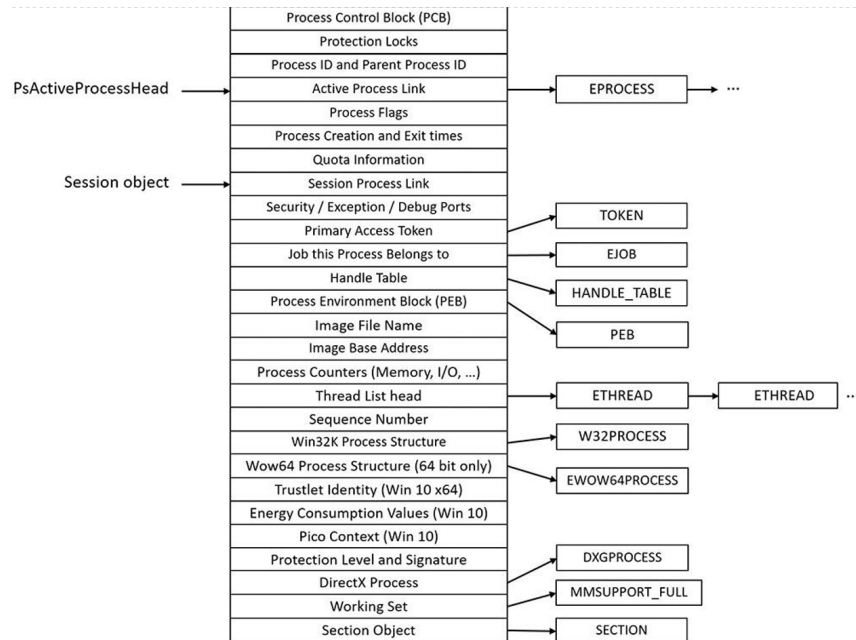 Process Control Block (PCB)
Protection Locks
Process ID and Parent Process ID
PsActiveProcessHead
Active Process Link
EPROCESS
...
Process Flags
Process Creation and Exit times
Quota Information
Session object
Session Process Link
Security / Exception / Debug Ports
TOKEN
Primary Access Token
Job this Process Belongs to
EJOB
Handle Table
HANDLE_TABLE
Process Environment Block (PEB)
Image File Name
PEB
Image Base Address
Process Counters (Memory, I/O, ...)
Thread List head
ETHREAD
ETHREAD
...
Sequence Number
Win32K Process Structure
W32PROCESS
Wow64 Process Structure (64 bit only)
EWOW64PROCESS
Trustlet Identity (Win 10 x64)
Energy Consumption Values (Win 10)
Pico Context (Win 10)
Protection Level and Signature
DXGPROCESS
DirectX Process
MMSUPPORT_FULL
Working Set
Section Object
SECTION